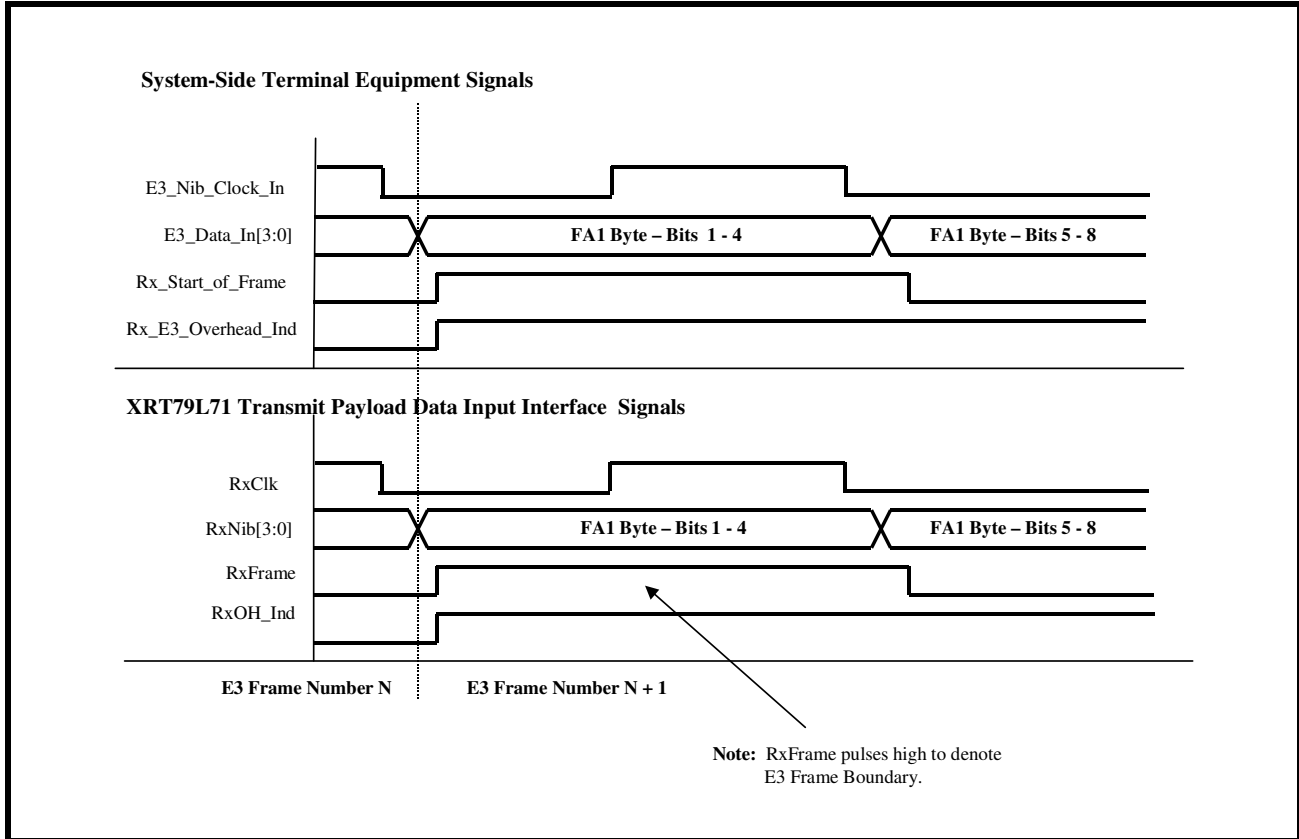 System-Side Terminal Equipment Signals
E3_Nib_Clock_In
E3_Data_In[3:0]
FA1 Byte – Bits 1 - 4
FA1 Byte – Bits 5 - 8
Rx_Start_of_Frame
Rx_E3_Overhead_Ind
XRT79L71 Transmit Payload Data Input Interface Signals
RxClk
RxNib[3:0]
FA1 Byte – Bits 1 - 4
FA1 Byte – Bits 5 - 8
RxFrame
RxOH_Ind
E3 Frame Number N
E3 Frame Number N + 1
Note: RxFrame pulses high to denote
E3 Frame Boundary.